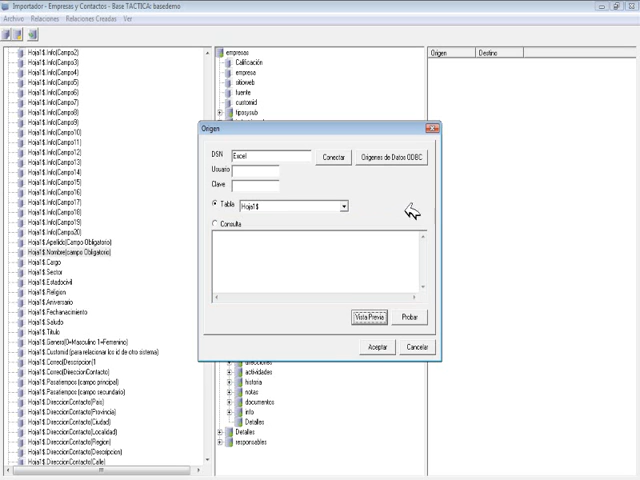 Importador - Empresas y Contactos - Base TACTICA: basedemo
Archivo Relaciones Relaciones Creadas Ver
Hoja1$.Info(Campo2)
Hoja1$.Info(Campo3)
Hoja1$.Info(Campo4)
Hoja1$.Info(Campo5)
Hoja1$.Info(Campo6)
Hoja1$.Info(Campo7)
Hoja1$.Info(Campo8)
Hoja1$.Info(Campo9)
Hoja1$.Info(Campo10)
Hoja1$.Info(Campo11)
Hoja1$.Info(Campo12)
Hoja1$.Info(Campo13)
Hoja1$.Info(Campo14)
Hoja1$.Info(Campo15)
Hoja1$.Info(Campo16)
Hoja1$.Info(Campo17)
Hoja1$.Info(Campo18)
Hoja1$.Info(Campo19)
Hoja1$.Info(Campo20)
Hoja1$.Apellido(Campo Obligatorio)
Hoja1$.Nombre(campo Obligatorio)
Hoja1$.Cargo
Hoja1$.Sector
Hoja1$.Estadocivil
Hoja1$.Religion
Hoja1$.Aniversario
Hoja1$.Fechanacimiento
Hoja1$.Saludo
Hoja1$.Titulo
Hoja1$.Genero(0=Masculino 1=Femenino)
Hoja1$.Customid (para relacionar los id de otro sistema)
Hoja1$.Correo(Descripcion(1
Hoja1$.Correo(DireccionContacto)
Hoja1$.Pasatiempos (campo principal)
Hoja1$.Pasatiempos (campo secundario)
Hoja1$.DireccionContacto(Pais)
Hoja1$.DireccionContacto(Provincia)
Hoja1$.DireccionContacto(Ciudad)
Hoja1$.DireccionContacto(Localidad)
Hoja1$.DireccionContacto(Region)
Hoja1$.DireccionContacto(Descripcion)
Hoja1$.DireccionContacto(Calle)
empresas
Calificación
empresa
sitioweb
fuente
customid
tiposysub
Origen
DSN Excel Conectar Orígenes de Datos ODBC
Usuario
Clave
Tabla Hoja1$
Consulta
Vista Previa Probar
Aceptar Cancelar
direcciones
actividades
historia
notas
documentos
info
Detalles
Detalles
responsables
Origen Destino